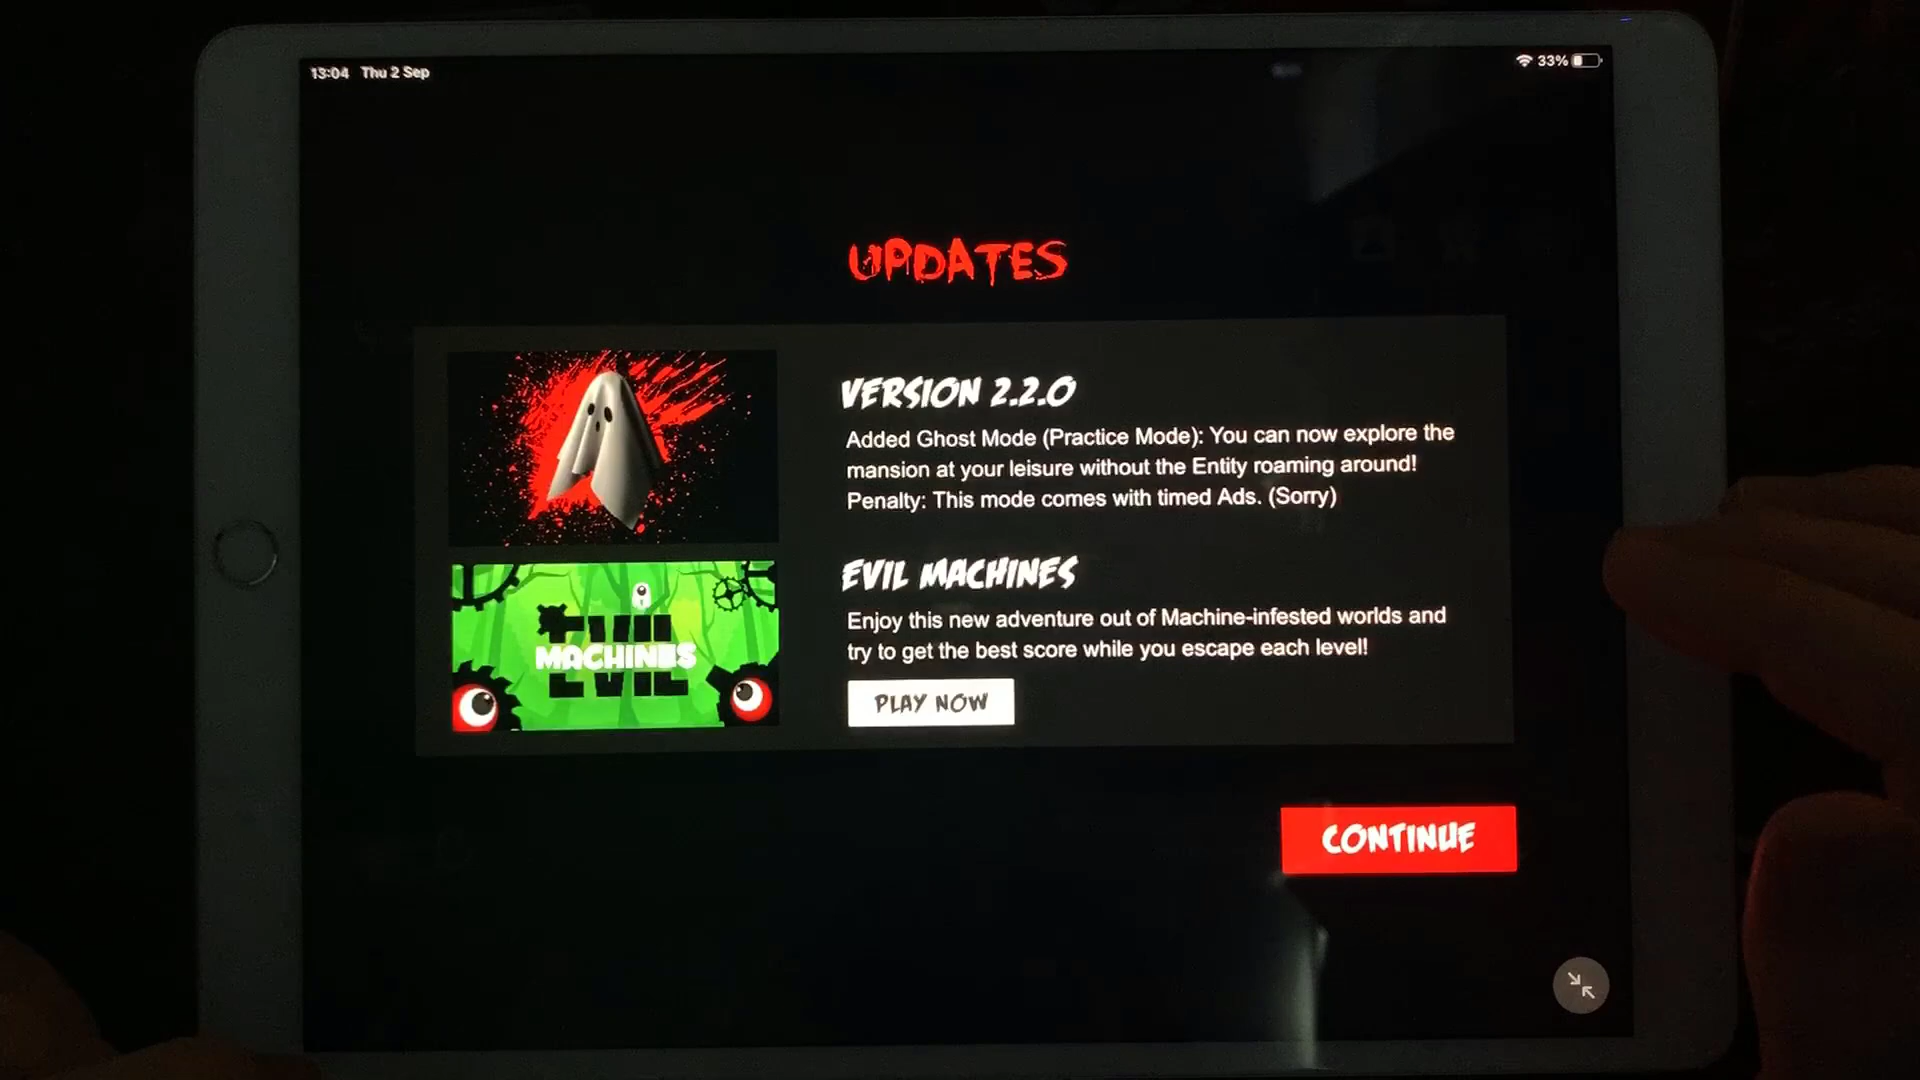 13:04 Thu 2 Sep
33%
UPDATES
VERSION 2.2.0
Added Ghost Mode (Practice Mode): You can now explore the
mansion at your leisure without the Entity roaming around!
Penalty: This mode comes with timed Ads. (Sorry)
EVIL
MACHINES
EVIL
EVIL MACHINES
Enjoy this new adventure out of Machine-infested worlds and
try to get the best score while you escape each level!
PLAY NOW
CONTINUE